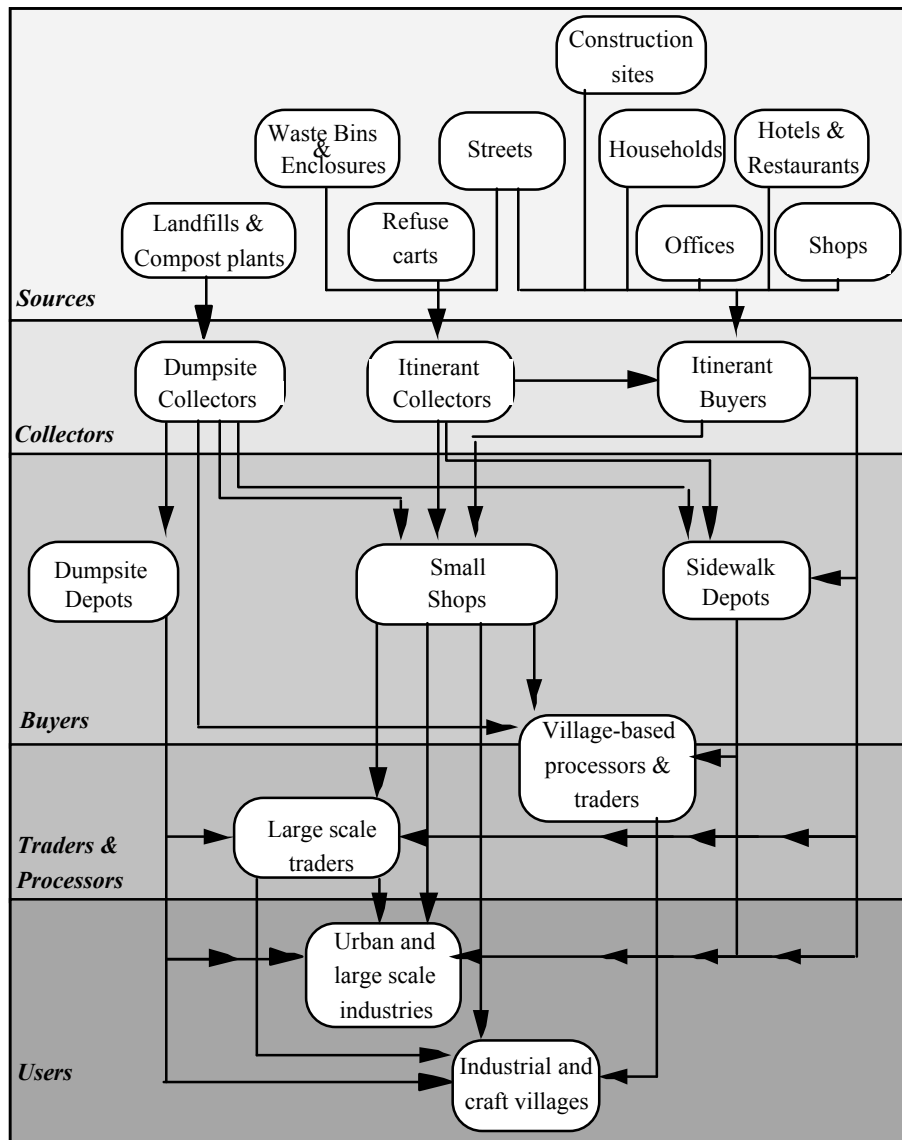 Construction
sites
Waste Bins
&
Enclosures
Streets
Households
Hotels &
Restaurants
Landfills &
Compost plants
Refuse
carts
Offices
Shops
Sources
Dumpsite
Collectors
Itinerant
Collectors
Itinerant
Buyers
Collectors
Dumpsite
Depots
Small
Shops
Sidewalk
Depots
Buyers
Village-based
processors &
traders
Large scale
traders
Traders &
Processors
Urban and
large scale
industries
Users
Industrial and
craft villages